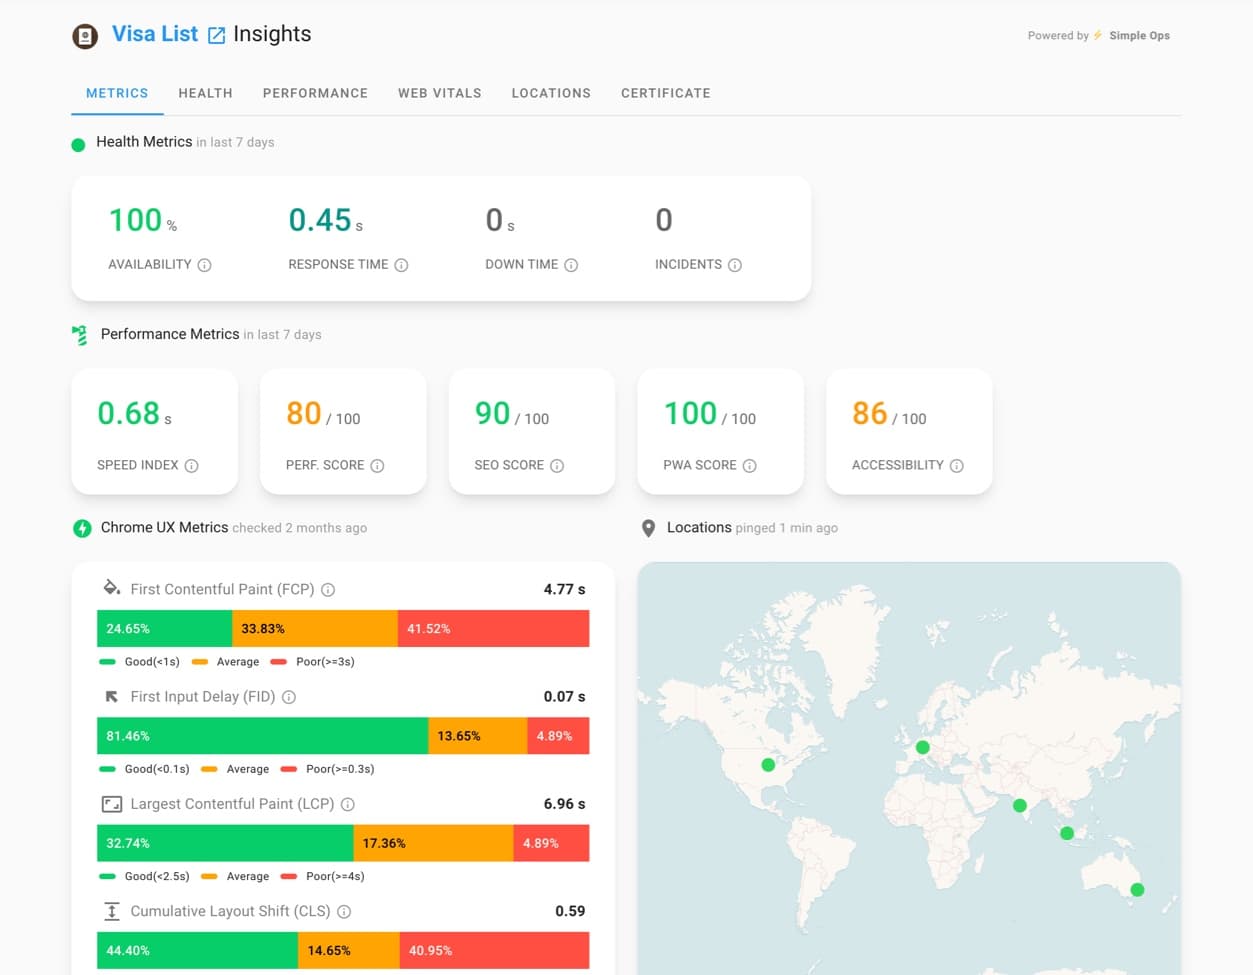 Visa List Insights
Powered by ⚡ Simple Ops
METRICS HEALTH PERFORMANCE WEB VITALS LOCATIONS CERTIFICATE
Health Metrics in last 7 days
100 % 0.45 s 0 s 0
AVAILABILITY RESPONSE TIME DOWN TIME INCIDENTS
Performance Metrics in last 7 days
0.68 s 80 / 100 90 / 100 100 / 100 86 / 100
SPEED INDEX PERF. SCORE SEO SCORE PWA SCORE ACCESSIBILITY
Chrome UX Metrics checked 2 months ago
Locations pinged 1 min ago
First Contentful Paint (FCP) 4.77 s
24.65% 33.83% 41.52%
Good(<1s) Average Poor(>=3s)
First Input Delay (FID) 0.07 s
81.46% 13.65% 4.89%
Good(<0.1s) Average Poor(>=0.3s)
Largest Contentful Paint (LCP) 6.96 s
32.74% 17.36% 4.89%
Good(<2.5s) Average Poor(>=4s)
Cumulative Layout Shift (CLS) 0.59
44.40% 14.65% 40.95%